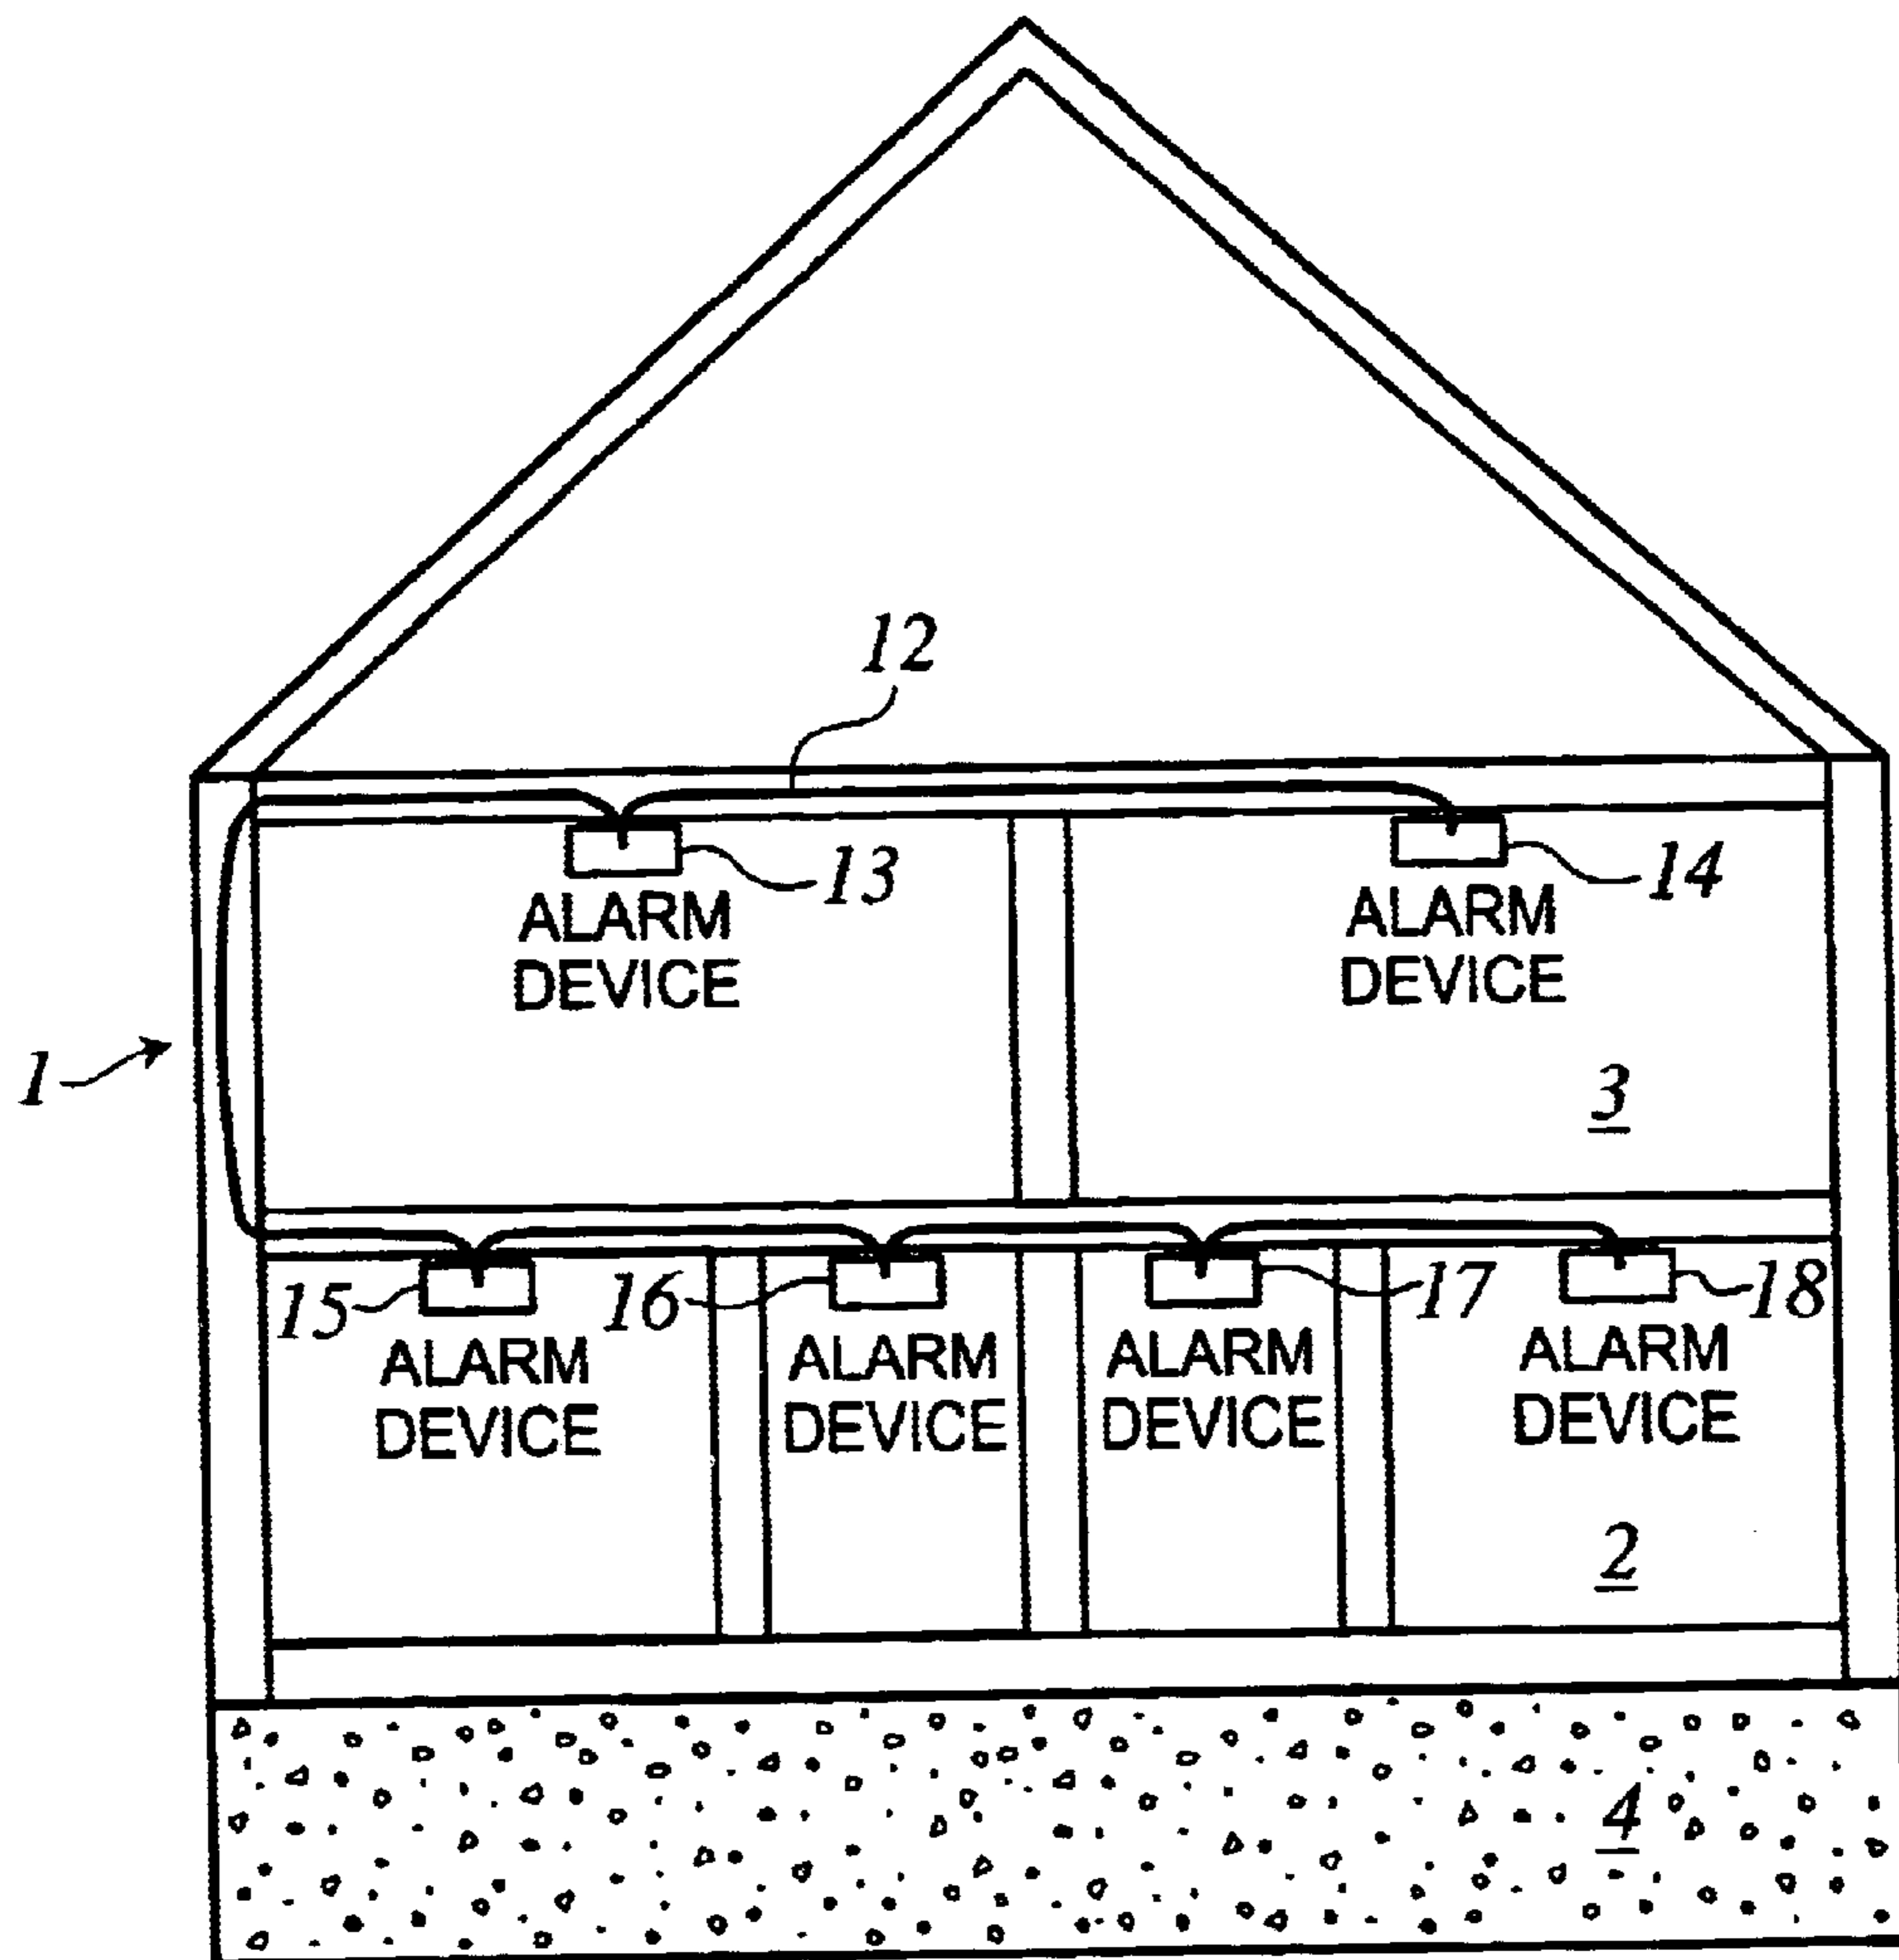 12
13
14
ALARM
DEVICE
ALARM
DEVICE
1
3
15
16
17
18
ALARM
DEVICE
ALARM
DEVICE
ALARM
DEVICE
ALARM
DEVICE
2
4